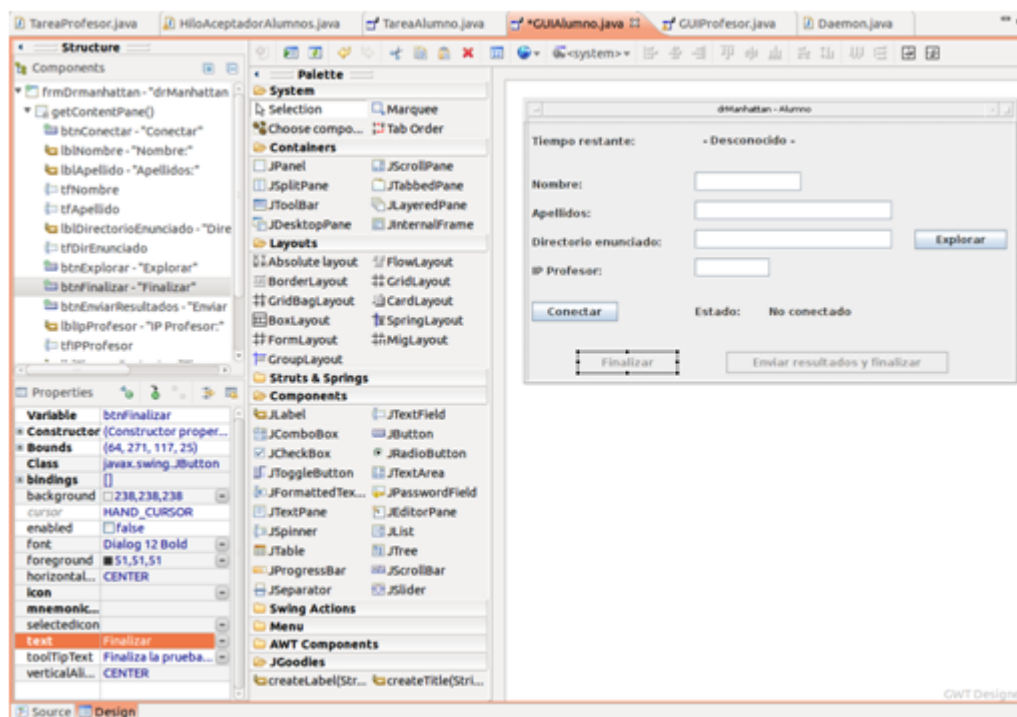 TareaProfesor.java HiloAceptadorAlumnos.java TareaAlumno.java *GUIAlumno.java GUIProfesor.java Daemon.java
Structure
Components
frmDrmanhattan - "drManhattan
getContentPane()
btnConectar - "Conectar"
lblNombre - "Nombre:"
lblApellido - "Apellidos:"
tfNombre
tfApellido
lblDirectorioEnunciado - "Dire
tfDirEnunciado
btnExplorar - "Explorar"
btnFinalizar - "Finalizar"
btnEnviarResultados - "Enviar
lblIpProfesor - "IP Profesor:"
tfIPProfesor
Properties
Variable btnFinalizar
Constructor (Constructor proper...
Bounds (64, 271, 117, 25)
Class javax.swing.JButton
bindings []
background 238,238,238
cursor HAND_CURSOR
enabled false
font Dialog 12 Bold
foreground 51,51,51
horizontal... CENTER
icon
mnemonic...
selectedIcon
text Finalizar
toolTipText Finaliza la prueba...
verticalAli... CENTER
Source Design
<system>
Palette
System
Selection Marquee
Choose compo... Tab Order
Containers
JPanel JScrollPane
JSplitPane JTabbedPane
JToolBar JLayeredPane
JDesktopPane JInternalFrame
Layouts
Absolute layout FlowLayout
BorderLayout GridLayout
GridBagLayout CardLayout
BoxLayout SpringLayout
FormLayout MigLayout
GroupLayout
Struts & Springs
Components
JLabel JTextField
JComboBox JButton
JCheckBox JRadioButton
JToggleButton JTextArea
JFormattedTex... JPasswordField
JTextPane JEditorPane
JSpinner JList
JTable JTree
JProgressBar JScrollBar
JSeparator JSlider
Swing Actions
Menu
AWT Components
JGoodies
createLabel(Str... createTitle(Stri...
drManhattan - Alumno
Tiempo restante: - Desconocido -
Nombre:
Apellidos:
Directorio enunciado: Explorar
IP Profesor:
Conectar Estado: No conectado
Finalizar Enviar resultados y finalizar
GWT Designe